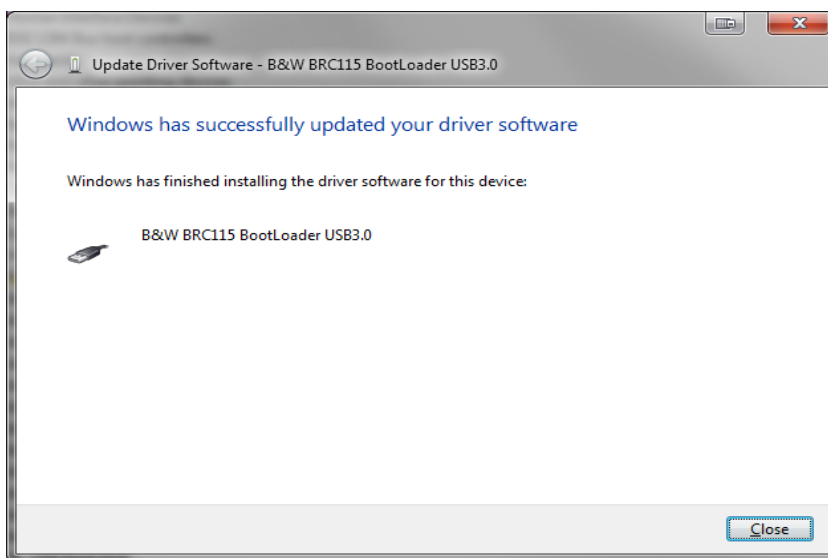 Update Driver Software - B&W BRC115 BootLoader USB3.0
Windows has successfully updated your driver software
Windows has finished installing the driver software for this device:
B&W BRC115 BootLoader USB3.0
Close